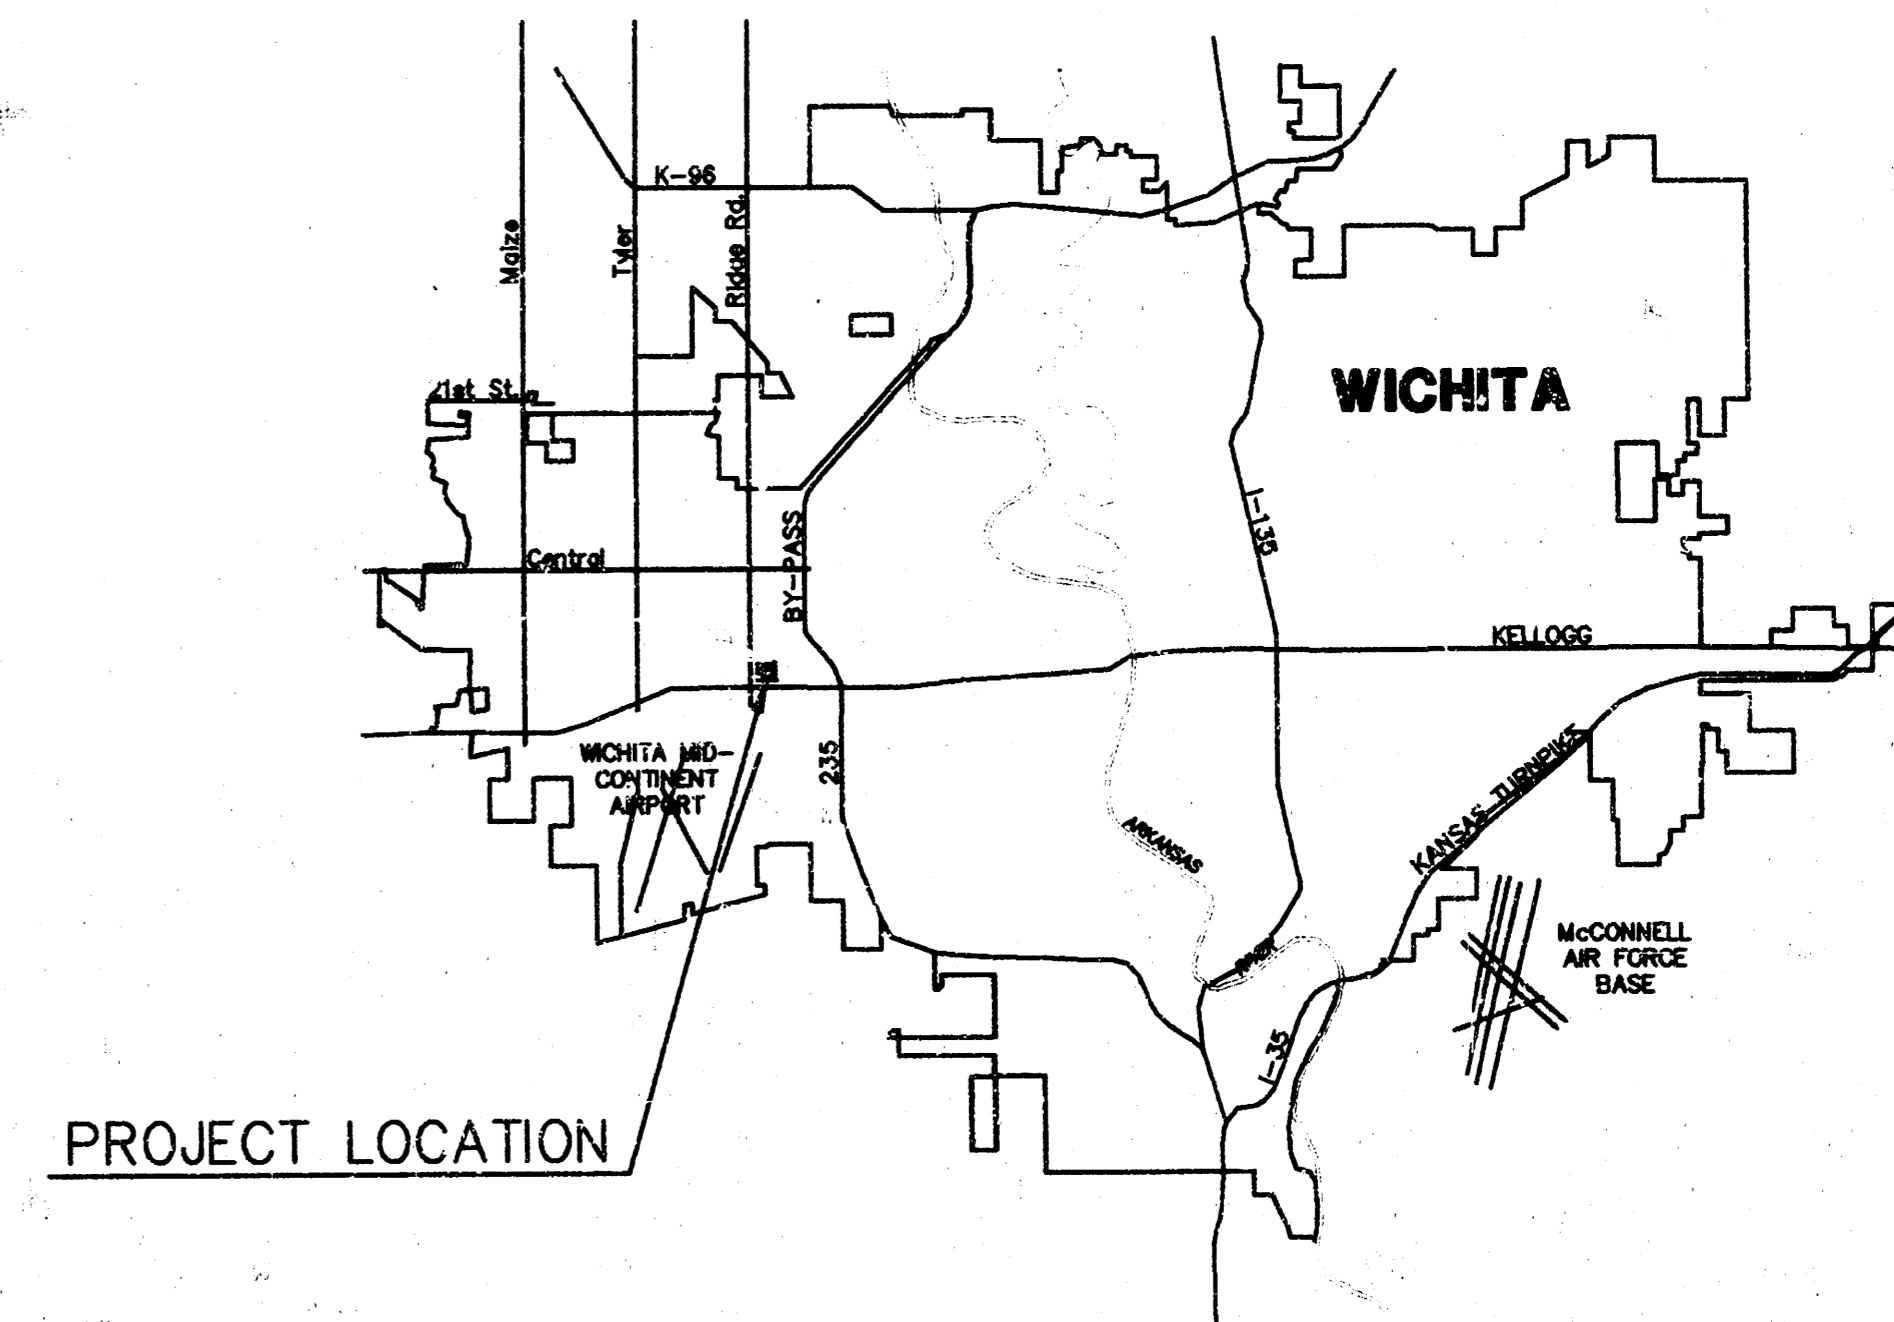 K-96
Maize
Tyler
Ridge Rd.
21st St.
WICHITA
I-135
BY-PASS
Central
KELLOGG
WICHITA MID-
CONTINENT
AIRPORT
235
KANSAS TURNPIKE
ARKANSAS
RIVER
McCONNELL
AIR FORCE
BASE
I-35
PROJECT LOCATION